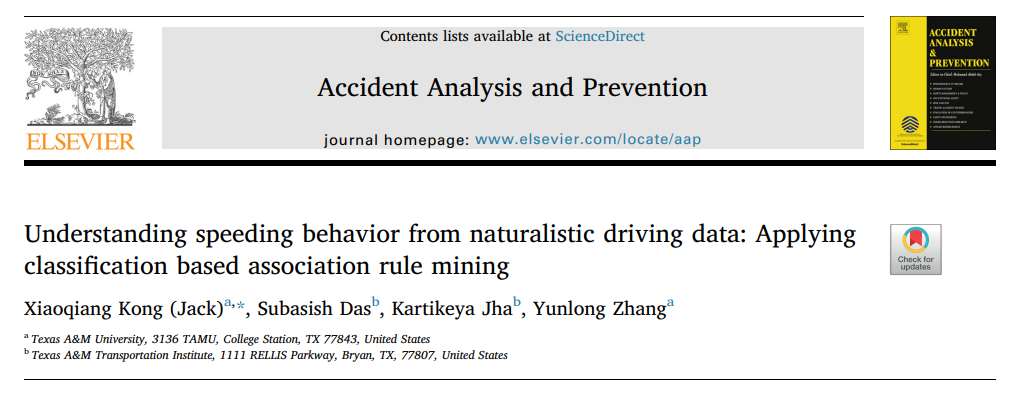 Contents lists available at ScienceDirect
Accident Analysis and Prevention
journal homepage: www.elsevier.com/locate/aap
ELSEVIER
ACCIDENT
ANALYSIS
&
PREVENTION
Understanding speeding behavior from naturalistic driving data: Applying
classification based association rule mining
Check for
updates
Xiaoqiang Kong (Jack)a,*, Subasish Dasb, Kartikeya Jhab, Yunlong Zhanga
a Texas A&M University, 3136 TAMU, College Station, TX 77843, United States
b Texas A&M Transportation Institute, 1111 RELLIS Parkway, Bryan, TX, 77807, United States